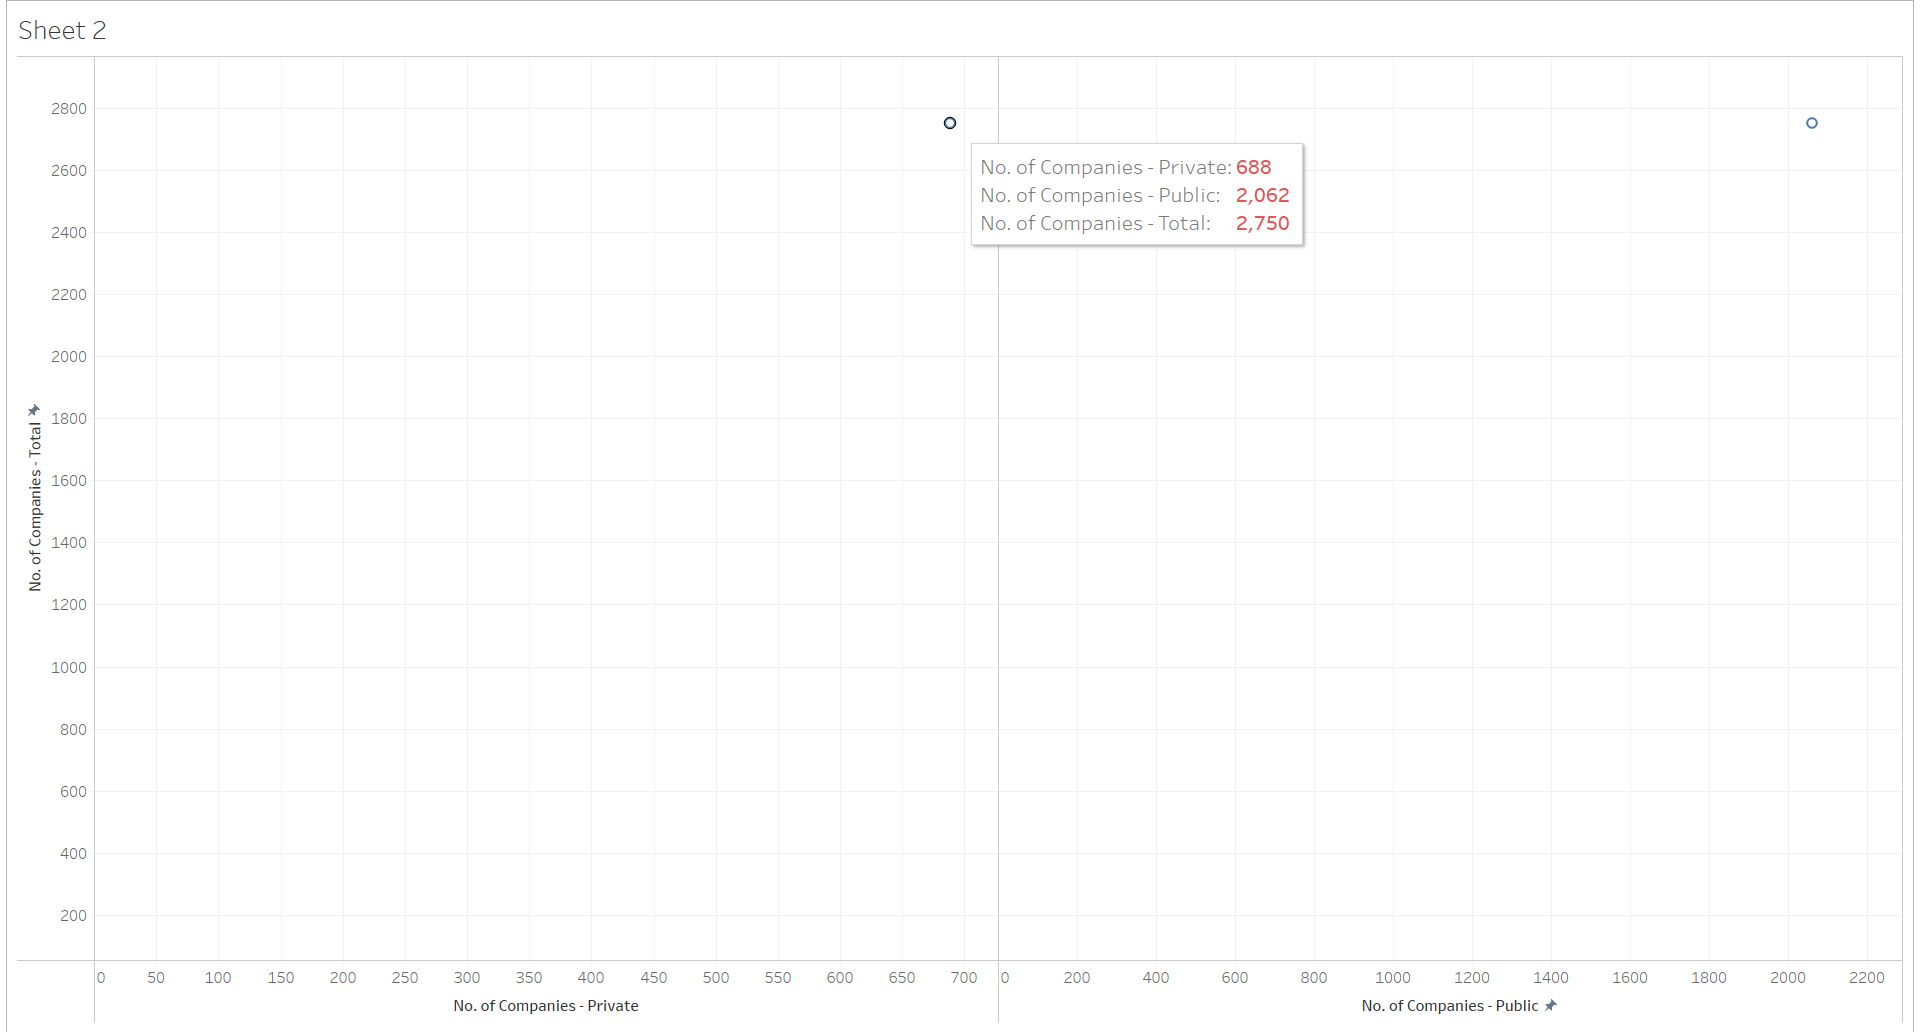 Sheet 2
2800
2600
2400
2200
2000
1800
1600
1400
1200
1000
800
600
400
200
No. of Companies - Total
No. of Companies - Private: 688
No. of Companies - Public: 2,062
No. of Companies - Total: 2,750
0 50 100 150 200 250 300 350 400 450 500 550 600 650 700 0 200 400 600 800 1000 1200 1400 1600 1800 2000 2200
No. of Companies - Private No. of Companies - Public